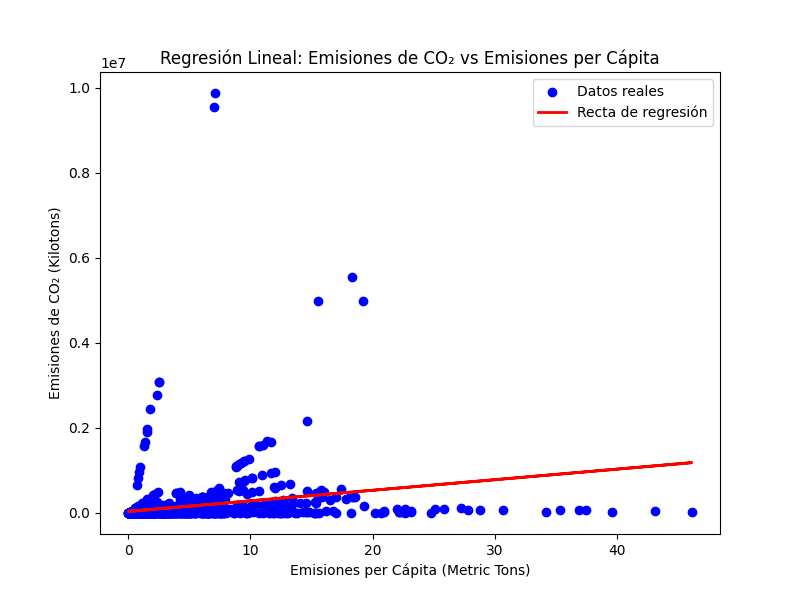 Regresión Lineal: Emisiones de CO₂ vs Emisiones per Cápita
1e7
Datos reales
Recta de regresión
1.0
0.8
0.6
0.4
0.2
0.0
Emisiones de CO₂ (Kilotons)
0 10 20 30 40
Emisiones per Cápita (Metric Tons)